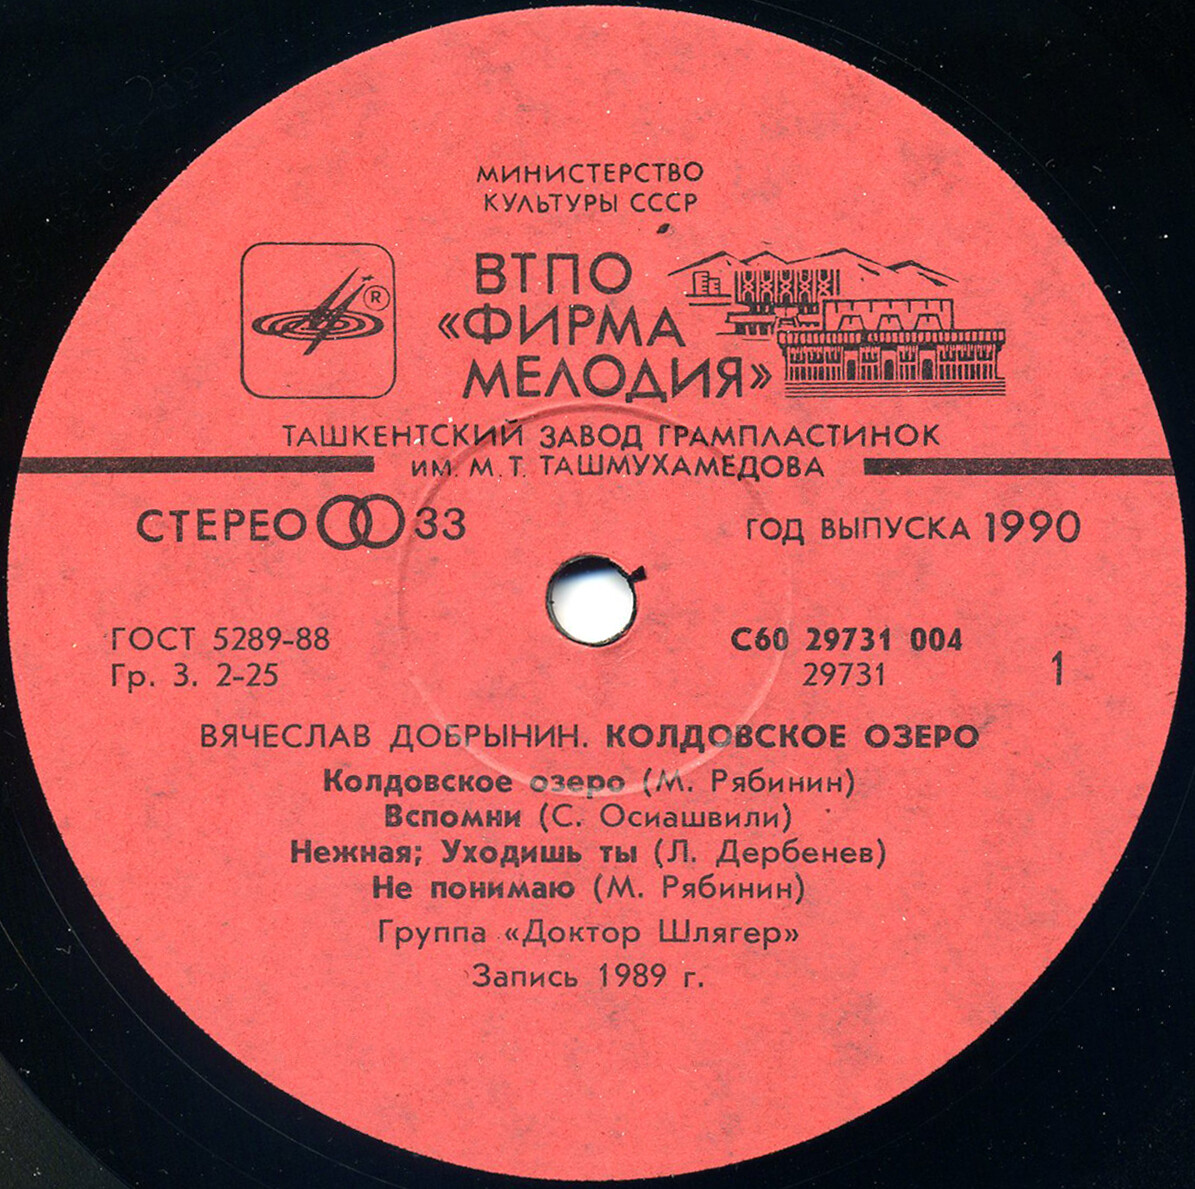 МИНИСТЕРСТВО
КУЛЬТУРЫ СССР
ВТПО
«ФИРМА
МЕЛОДИЯ»
®
ТАШКЕНТСКИЙ ЗАВОД ГРАМПЛАСТИНОК
ИМ. М. Т. ТАШМУХАМЕДОВА
СТЕРЕО 33
ГОД ВЫПУСКА 1990
ГОСТ 5289-88
Гр. 3. 2-25
С60 29731 004
29731
1
ВЯЧЕСЛАВ ДОБРЫНИН. КОЛДОВСКОЕ ОЗЕРО
Колдовское озеро (М. Рябинин)
Вспомни (С. Осиашвили)
Нежная; Уходишь ты (Л. Дербенев)
Не понимаю (М. Рябинин)
Группа «Доктор Шлягер»
Запись 1989 г.